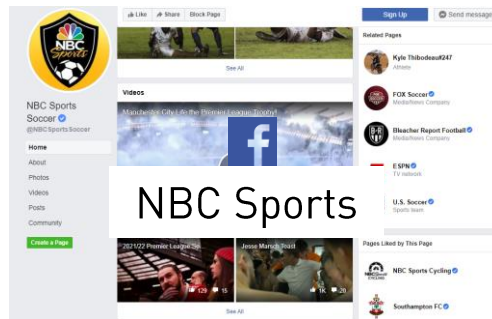 Like
Share
Block Page
Sign Up
Send message
Related Pages
NBC
Sports
See All
Kyle Thibodeau#247
Athlete
Videos
Manchester City Lift the Premier League Trophy!
FOX Soccer
Media/News Company
NBC Sports
Soccer
@NBCSportsSoccer
B-R
Bleacher Report Football
Media/News Company
Home
About
ESPN
TV network
Photos
Videos
NBC Sports
U.S. Soccer
Sports team
Posts
Community
Create a Page
2021/22 Premier League
Jesse Marsch Toast
Pages Liked by This Page
129
15
1K
20
NBC Sports Cycling
See All
Southampton FC